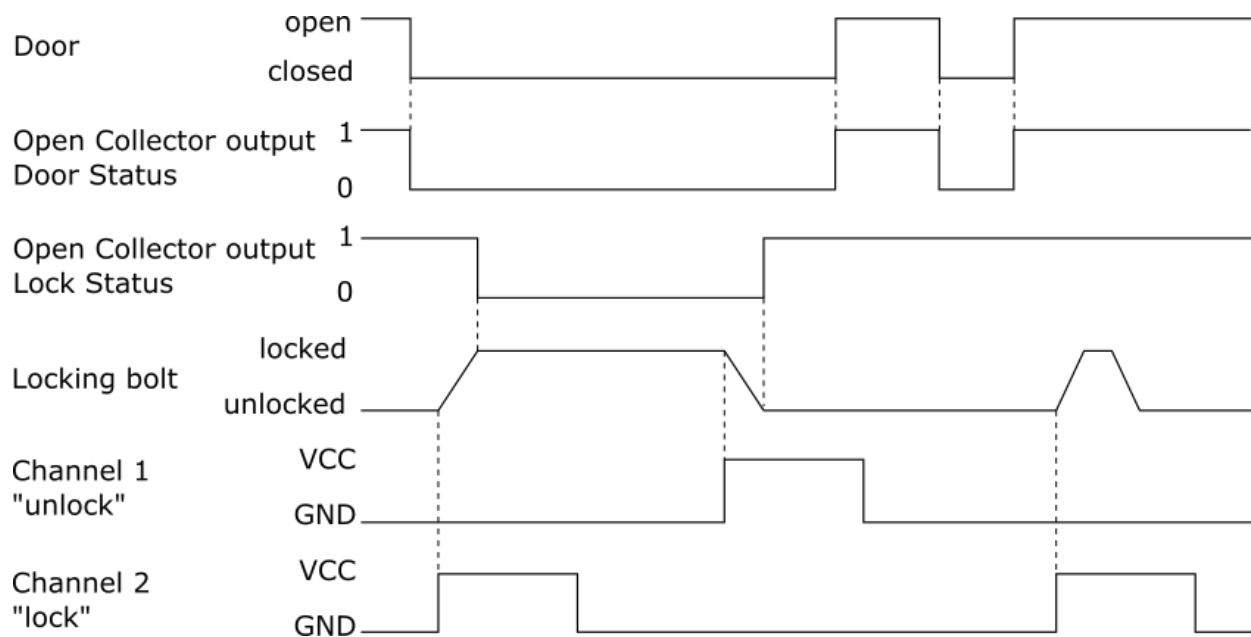 Door
open
closed
Open Collector output
Door Status
1
0
Open Collector output
Lock Status
1
0
Locking bolt
locked
unlocked
Channel 1
"unlock"
VCC
GND
Channel 2
"lock"
VCC
GND